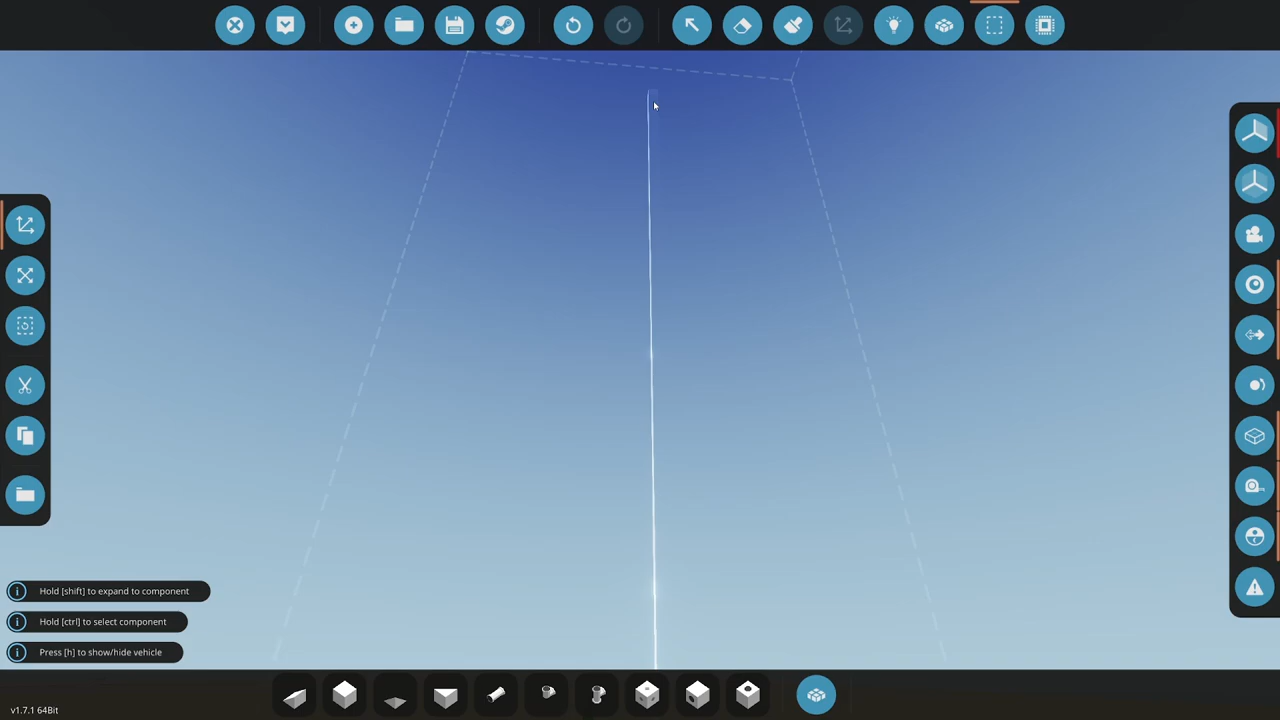 Hold [shift] to expand to component
Hold [ctrl] to select component
Press [h] to show/hide vehicle
v1.7.1 64Bit